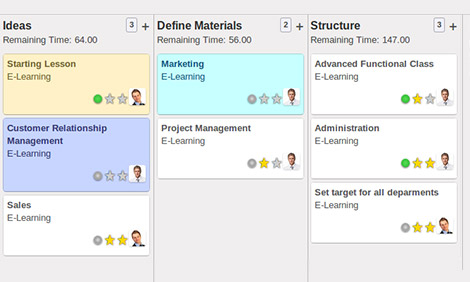 Ideas 3 +
Remaining Time: 64.00
Starting Lesson
E-Learning
Customer Relationship
Management
E-Learning
Sales
E-Learning
Define Materials 2 +
Remaining Time: 56.00
Marketing
E-Learning
Project Management
E-Learning
Structure 3 +
Remaining Time: 147.00
Advanced Functional Class
E-Learning
Administration
E-Learning
Set target for all deparments
E-Learning